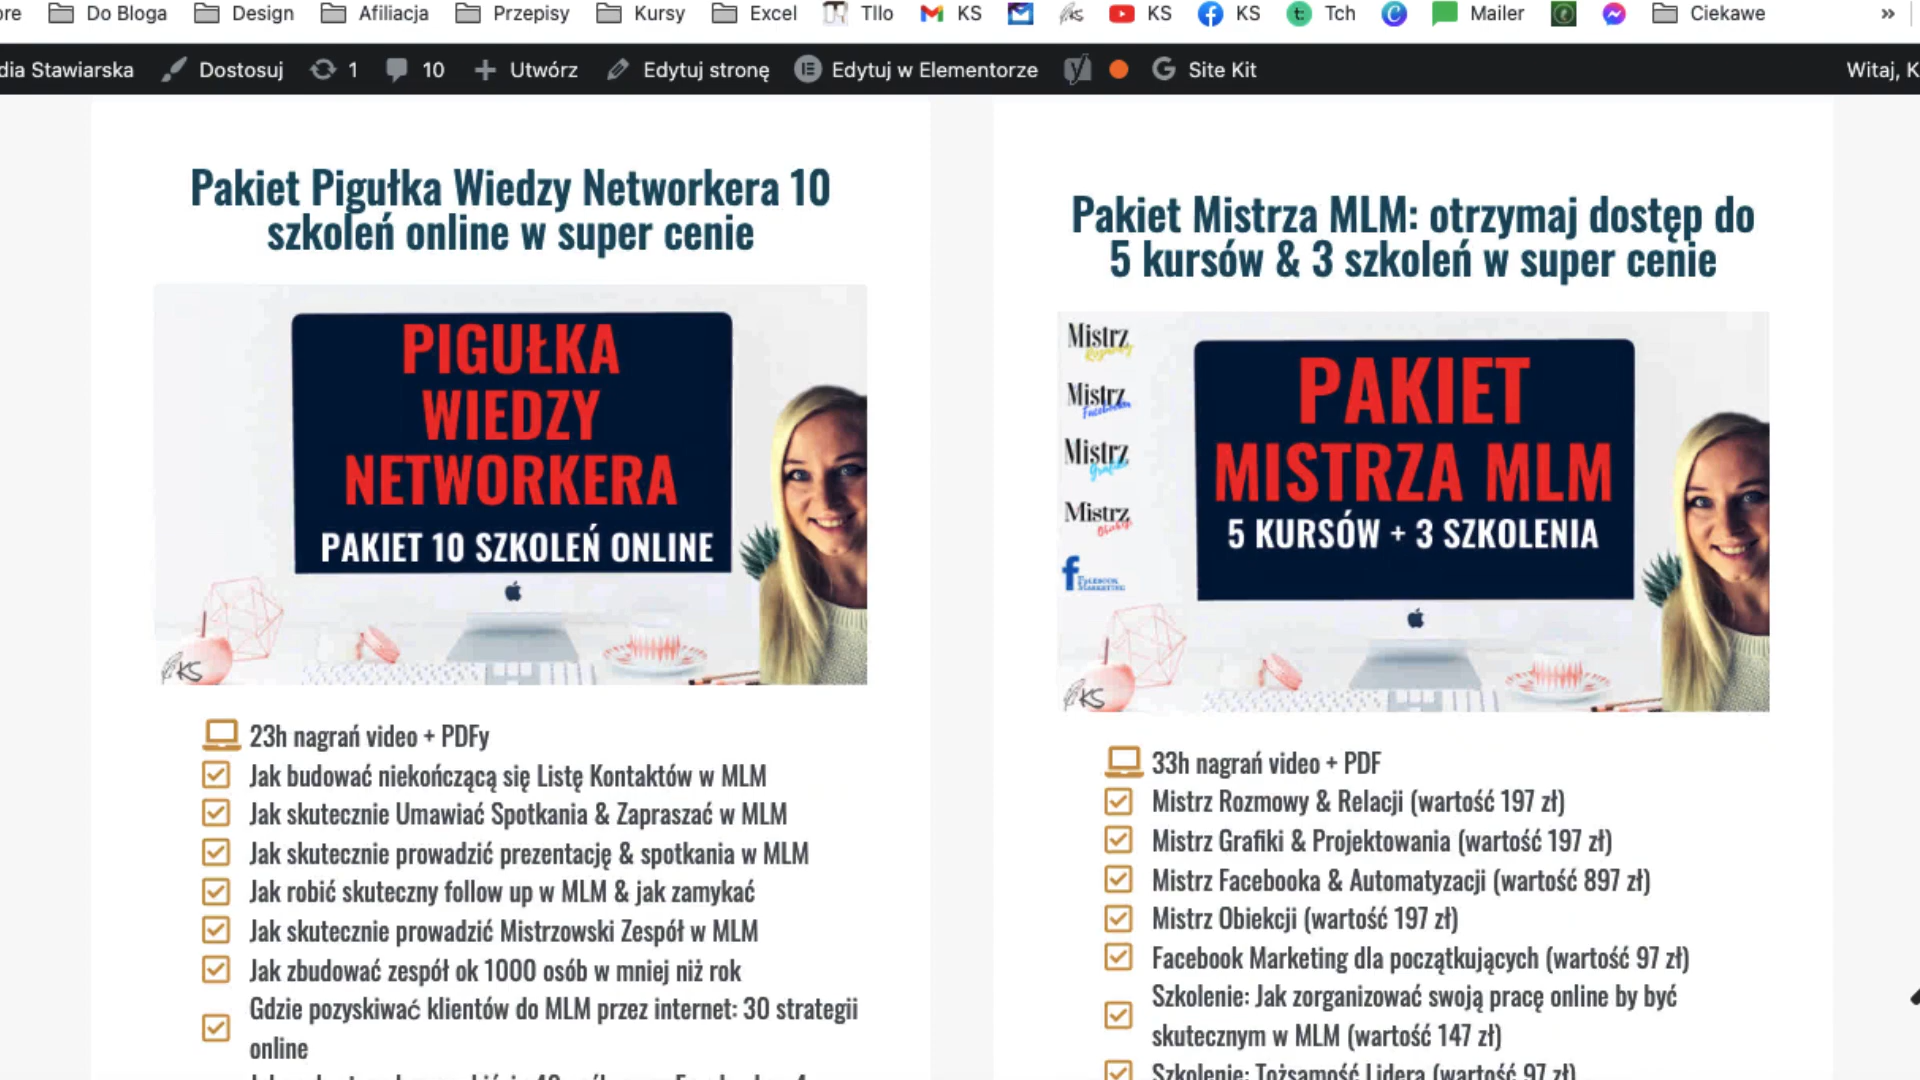 ore Do Bloga Design Afiliacja Przepisy Kursy Excel Tllo KS KS KS Tch Mailer Ciekawe »
dia Stawiarska Dostosuj 1 10 Utwórz Edytuj stronę Edytuj w Elementorze Site Kit Witaj, K
Pakiet Pigułka Wiedzy Networkera 10
szkoleń online w super cenie
PIGUŁKA
WIEDZY
NETWORKERA
PAKIET 10 SZKOLEŃ ONLINE
KS
23h nagrań video + PDFy
Jak budować niekończącą się Listę Kontaktów w MLM
Jak skutecznie Umawiać Spotkania & Zapraszać w MLM
Jak skutecznie prowadzić prezentację & spotkania w MLM
Jak robić skuteczny follow up w MLM & jak zamykać
Jak skutecznie prowadzić Mistrzowski Zespół w MLM
Jak zbudować zespół ok 1000 osób w mniej niż rok
Gdzie pozyskiwać klientów do MLM przez internet: 30 strategii
online
Pakiet Mistrza MLM: otrzymaj dostęp do
5 kursów & 3 szkoleń w super cenie
Mistrz
Rozmowy
Mistrz
Facebooka
Mistrz
Grafiki
Mistrz
Obiekcji
FACEBOOK
MARKETING
PAKIET
MISTRZA MLM
5 KURSÓW + 3 SZKOLENIA
KS
33h nagrań video + PDF
Mistrz Rozmowy & Relacji (wartość 197 zł)
Mistrz Grafiki & Projektowania (wartość 197 zł)
Mistrz Facebooka & Automatyzacji (wartość 897 zł)
Mistrz Obiekcji (wartość 197 zł)
Facebook Marketing dla początkujących (wartość 97 zł)
Szkolenie: Jak zorganizować swoją pracę online by być
skutecznym w MLM (wartość 147 zł)
Szkolenie: Tożsamość Lidera (wartość 97 zł)